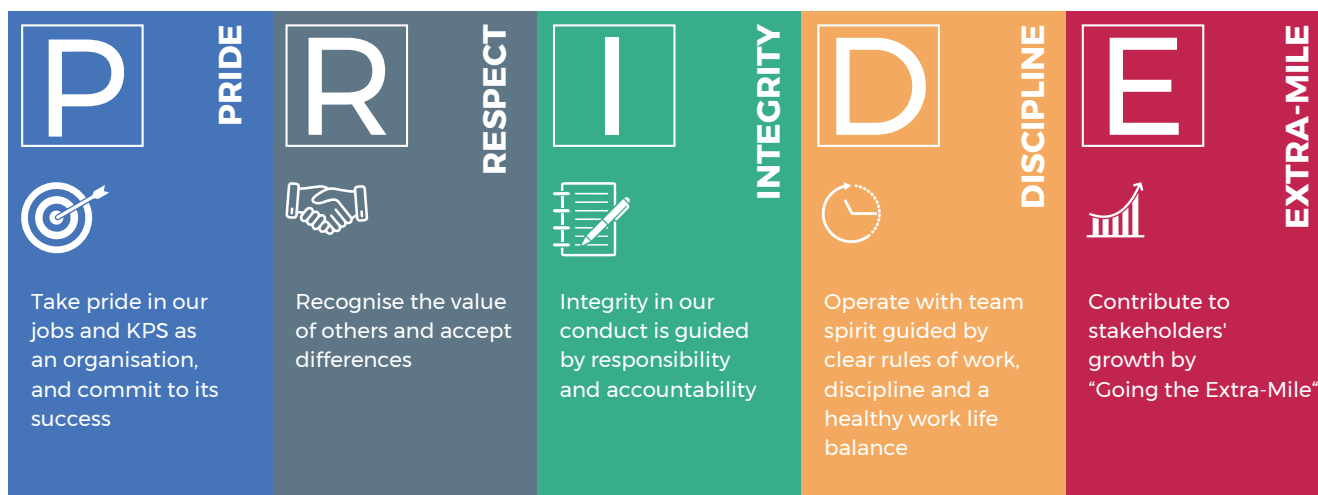 P
PRIDE
Take pride in our
jobs and KPS as
an organisation,
and commit to its
success
R
RESPECT
Recognise the value
of others and accept
differences
I
INTEGRITY
Integrity in our
conduct is guided
by responsibility
and accountability
D
DISCIPLINE
Operate with team
spirit guided by
clear rules of work,
discipline and a
healthy work life
balance
E
EXTRA-MILE
Contribute to
stakeholders'
growth by
“Going the Extra-Mile“